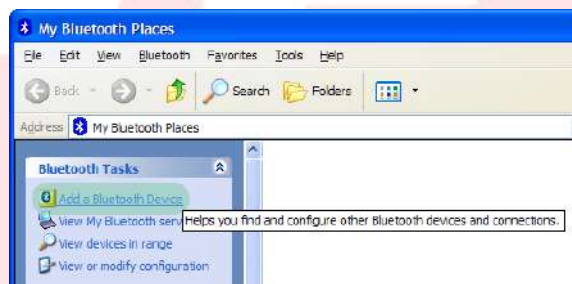 My Bluetooth Places
File Edit View Bluetooth Favorites Tools Help
Back Search Folders
Address My Bluetooth Places
Bluetooth Tasks
Add a Bluetooth Device
View My Bluetooth serv
Helps you find and configure other Bluetooth devices and connections.
View devices in range
View or modify configuration